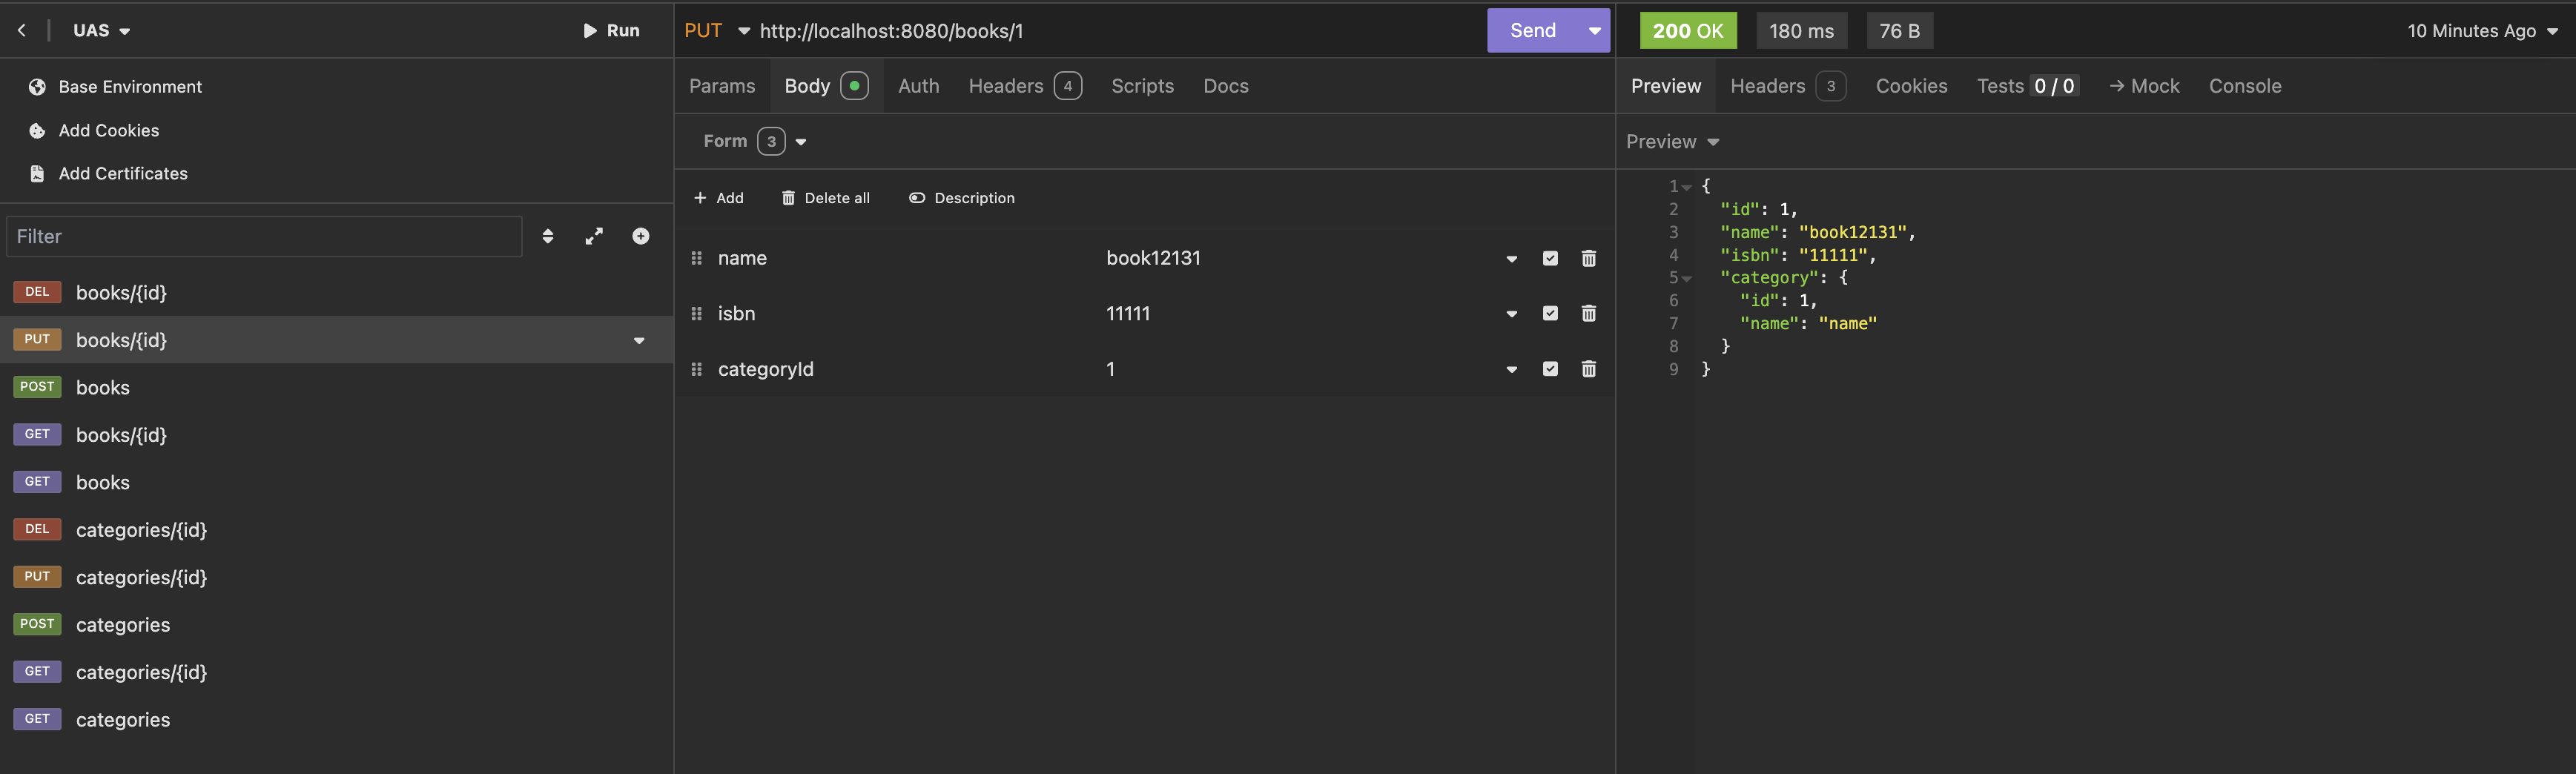 UAS
Run
Base Environment
Add Cookies
Add Certificates
Filter
DEL books/{id}
PUT books/{id}
POST books
GET books/{id}
GET books
DEL categories/{id}
PUT categories/{id}
POST categories
GET categories/{id}
GET categories
PUT http://localhost:8080/books/1 Send
Params Body Auth Headers 4 Scripts Docs
Form 3
Add Delete all Description
name book12131
isbn 11111
categoryId 1
200 OK 180 ms 76 B 10 Minutes Ago
Preview Headers 3 Cookies Tests 0 / 0 → Mock Console
Preview
1 {
2 "id": 1,
3 "name": "book12131",
4 "isbn": "11111",
5 "category": {
6 "id": 1,
7 "name": "name"
8 }
9 }